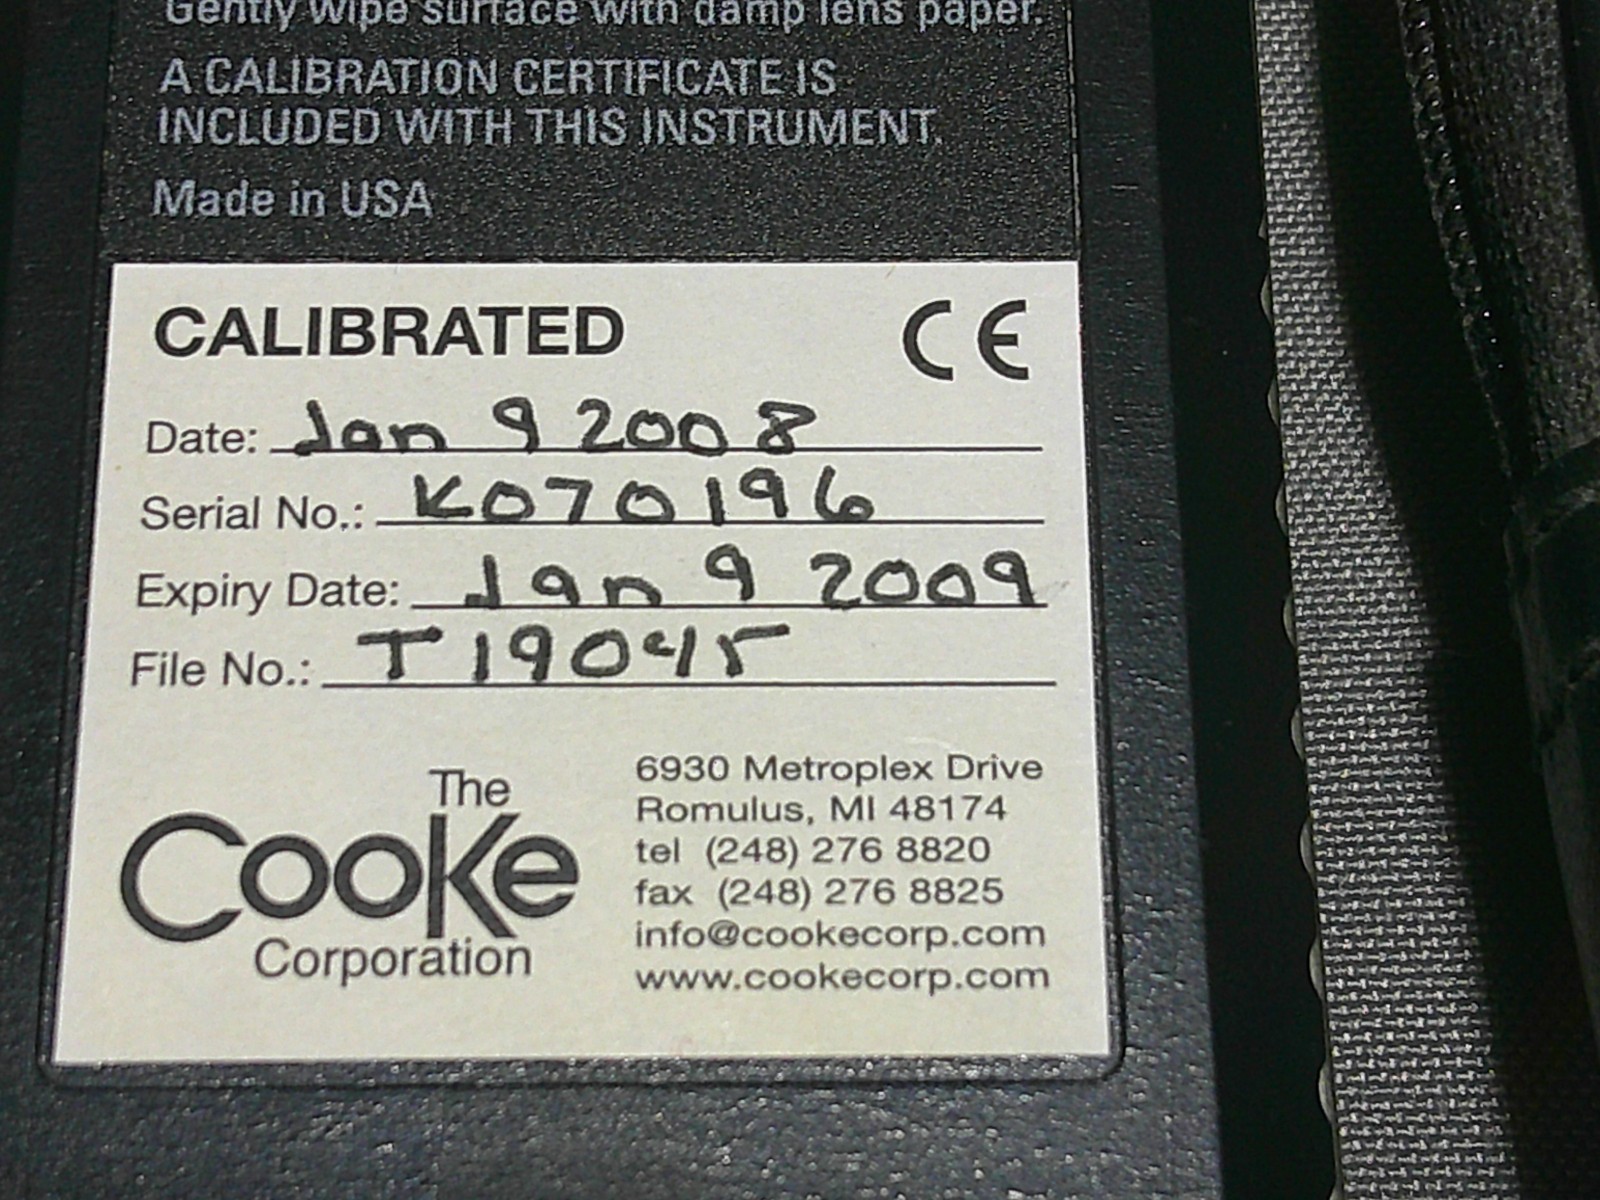 Gently wipe surface with damp lens paper.
A CALIBRATION CERTIFICATE IS
INCLUDED WITH THIS INSTRUMENT.
Made in USA
CALIBRATED CE
Date: Jan 9 2008
Serial No.: K070196
Expiry Date: Jan 9 2009
File No.: T19045
The
Cooke
Corporation
6930 Metroplex Drive
Romulus, MI 48174
tel (248) 276 8820
fax (248) 276 8825
info@cookecorp.com
www.cookecorp.com